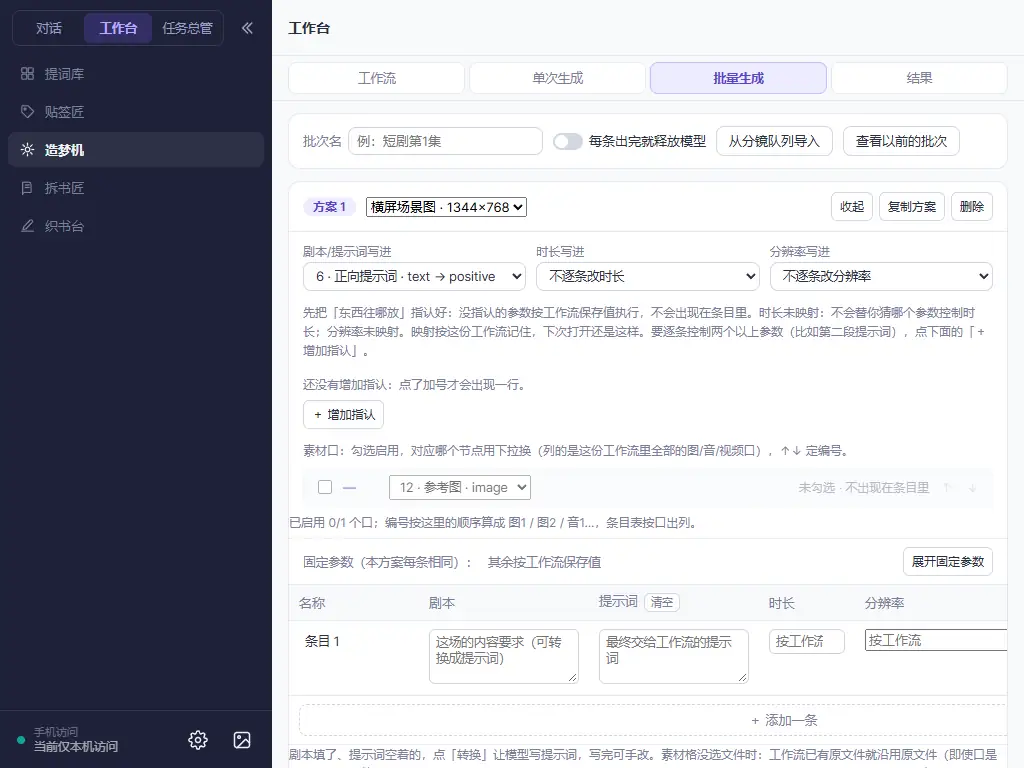 对话 工作台 任务总管
提词库
贴签匠
造梦机
拆书匠
织书台
手机访问
当前仅本机访问
工作台
工作流 单次生成 批量生成 结果
批次名 例：短剧第1集 每条出完就释放模型 从分镜队列导入 查看以前的批次
方案 1 横屏场景图 · 1344×768 收起 复制方案 删除
剧本/提示词写进 时长写进 分辨率写进
6 · 正向提示词 · text → positive 不逐条改时长 不逐条改分辨率
先把「东西往哪放」指认好：没指认的参数按工作流保存值执行，不会出现在条目里。时长未映射：不会替你猜哪个参数控制时
长；分辨率未映射。映射按这份工作流记住，下次打开还是这样。要逐条控制两个以上参数（比如第二段提示词），点下面的「 +
增加指认」。
还没有增加指认：点了加号才会出现一行。
+ 增加指认
素材口：勾选启用，对应哪个节点用下拉换（列的是这份工作流里全部的图/音/视频口），↑↓ 定编号。
— 12 · 参考图 · image 未勾选 · 不出现在条目里 ↑ ↓
已启用 0/1 个口；编号按这里的顺序算成 图1 / 图2 / 音1…，条目表按口出列。
固定参数（本方案每条相同）： 其余按工作流保存值 展开固定参数
名称 剧本 提示词 清空 时长 分辨率
条目 1 这场的内容要求（可转 最终交给工作流的提示 按工作流 按工作流
换成提示词） 词
+ 添加一条
剧本填了、提示词空着的，点「转换」让模型写提示词，写完可手改。素材格没选文件时：工作流已有原文件就沿用原文件（即使口是